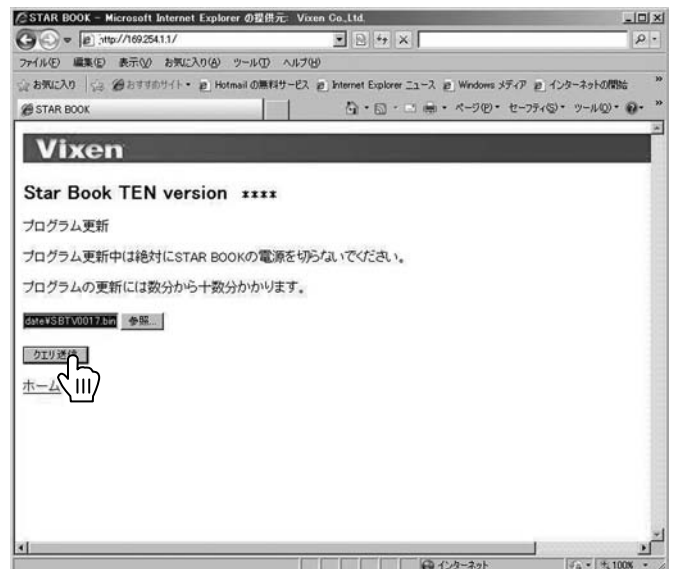 STAR BOOK - Microsoft Internet Explorer の提供元: Vixen Co.,Ltd.
http://169.254.1.1/
ファイル(F) 編集(E) 表示(V) お気に入り(A) ツール(T) ヘルプ(H)
お気に入り おすすめサイト Hotmail の無料サービス Internet Explorer ニュース Windows メディア インターネットの開始 »
STAR BOOK ページ(P) セーフティ(S) ツール(O) »
Vixen
Star Book TEN version ****
プログラム更新
プログラム更新中は絶対にSTAR BOOKの電源を切らないでください。
プログラムの更新には数分から十数分かかります。
date¥SBTV0017.bin 参照...
クエリ送信
ホーム
インターネット 100%